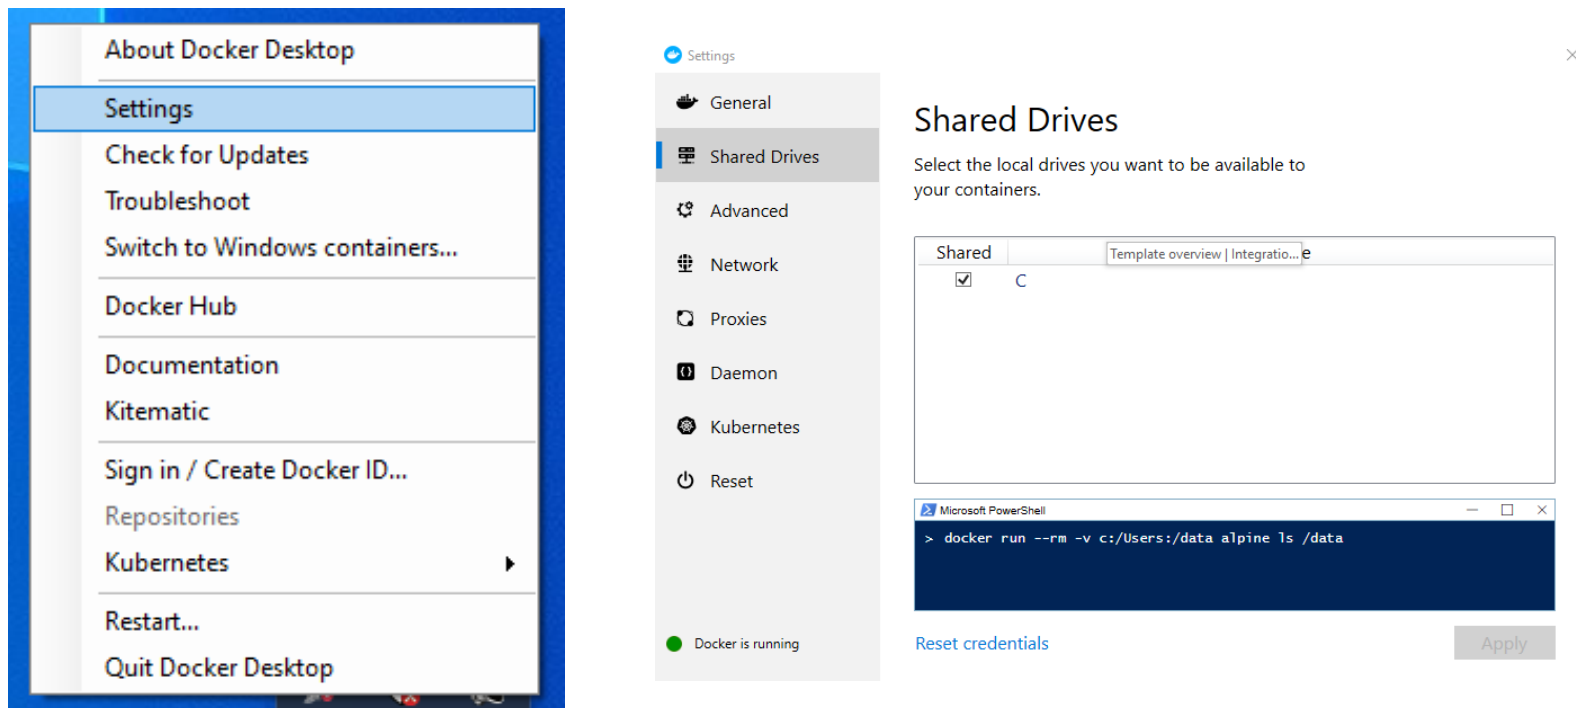 About Docker Desktop
Settings
Check for Updates
Troubleshoot
Switch to Windows containers...
Docker Hub
Documentation
Kitematic
Sign in / Create Docker ID...
Repositories
Kubernetes
Restart...
Quit Docker Desktop
Settings
General
Shared Drives
Advanced
Network
Proxies
Daemon
Kubernetes
Reset
Docker is running
Shared Drives
Select the local drives you want to be available to
your containers.
Shared
Template overview | Integratio... e
C
Microsoft PowerShell
> docker run --rm -v c:/Users:/data alpine ls /data
Reset credentials
Apply